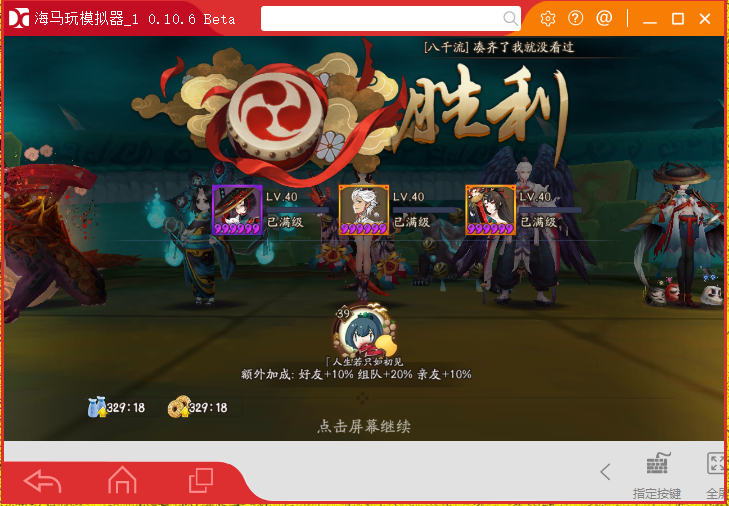 海马玩模拟器_1 0.10.6 Beta
[八千流] 凑齐了我就没看过
胜利
LV.40
已满级
999999
LV.40
已满级
999999
LV.40
已满级
999999
39
「人生若只如初见
额外加成: 好友+10% 组队+20% 亲友+10%
329:18
329:18
点击屏幕继续
指定按键
全屏